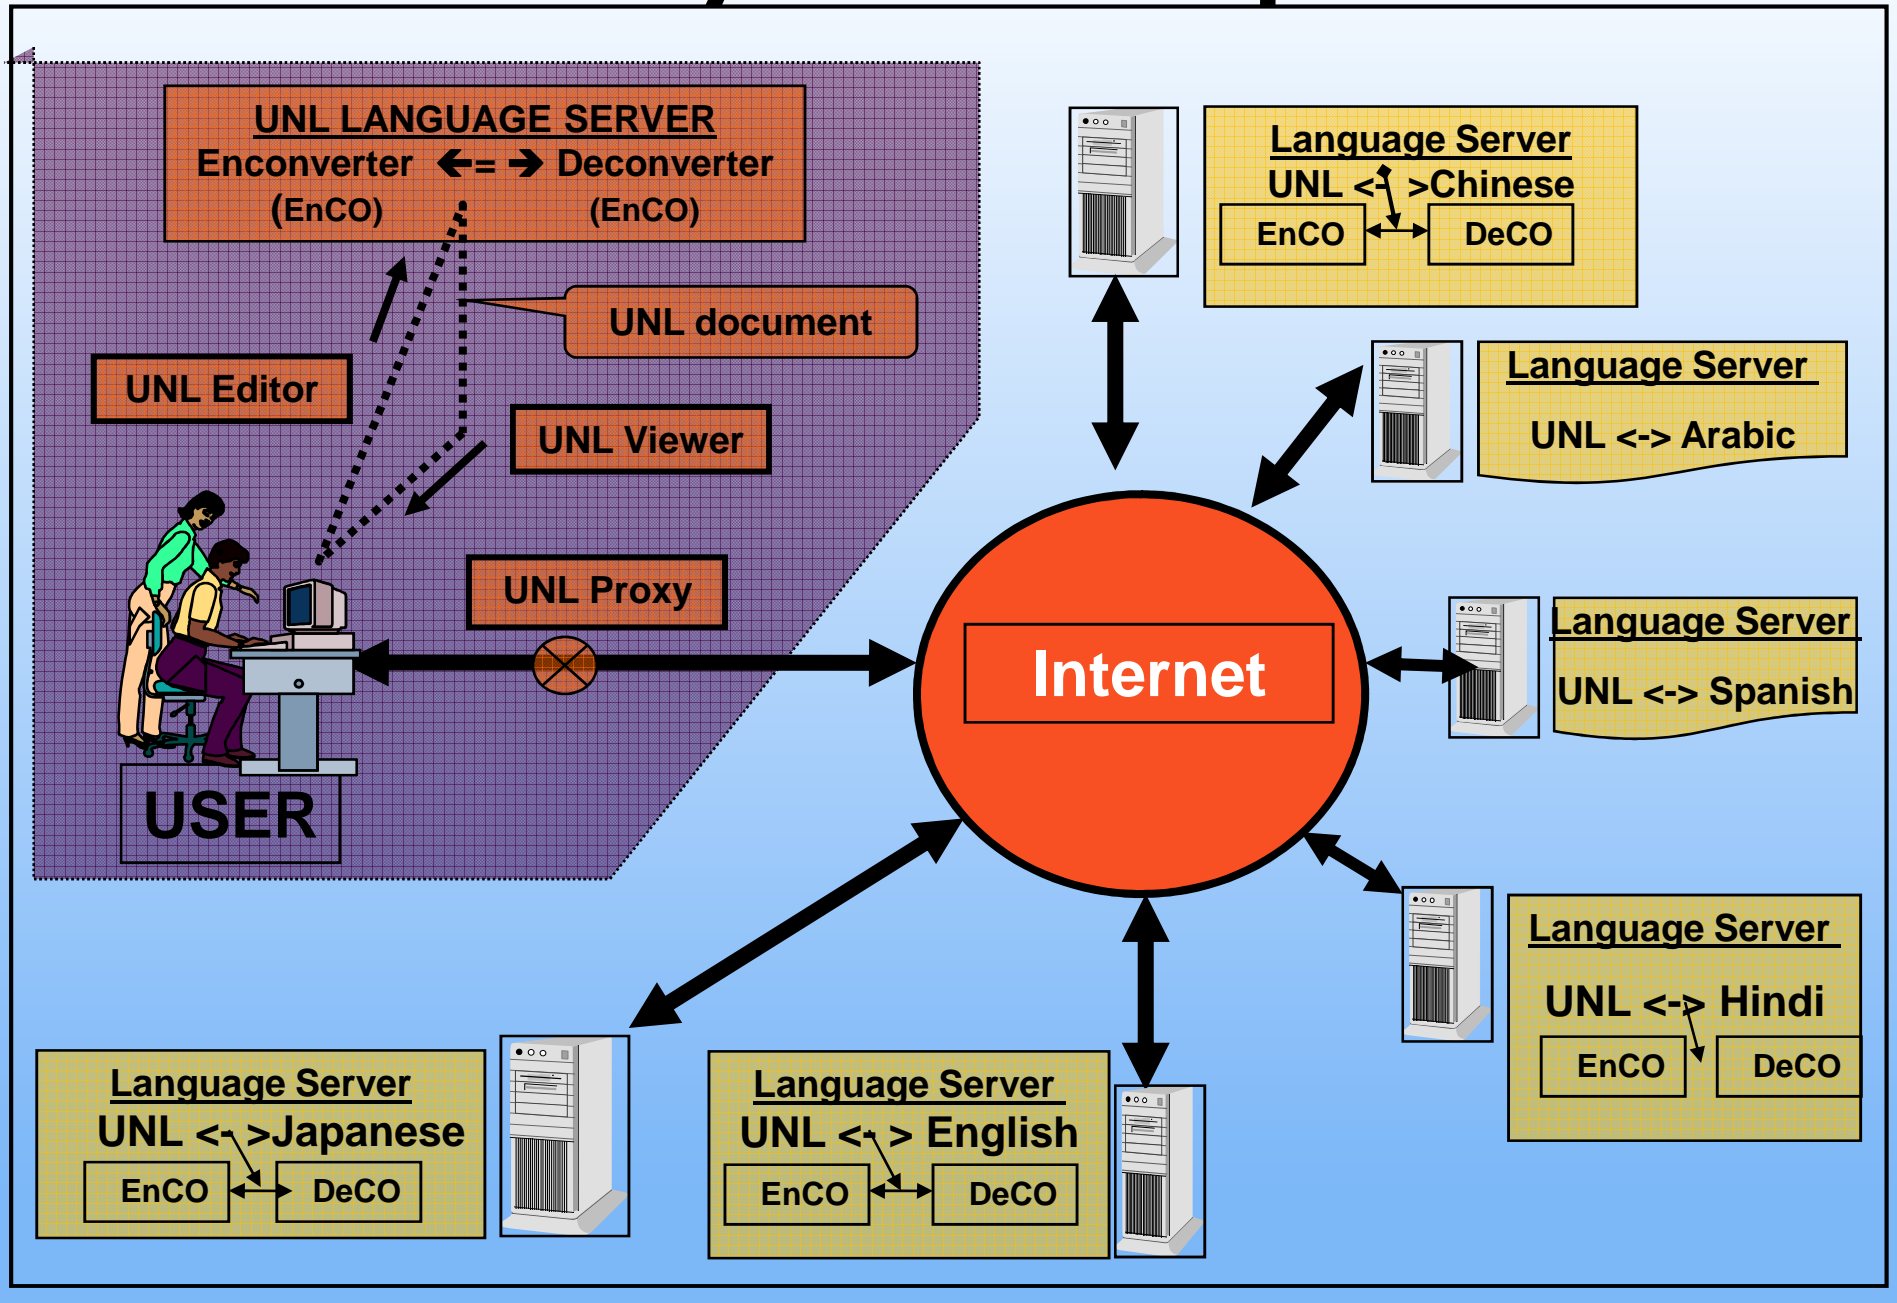 UNL LANGUAGE SERVER
Enconverter 🡸= 🡺 Deconverter
(EnCO) (EnCO)
UNL document
UNL Editor
UNL Viewer
UNL Proxy
USER
Internet
Language Server
UNL <- >Chinese
EnCO DeCO
Language Server
UNL <-> Arabic
Language Server
UNL <-> Spanish
Language Server
UNL <-> Hindi
EnCO DeCO
Language Server
UNL <- >Japanese
EnCO DeCO
Language Server
UNL <-> English
EnCO DeCO